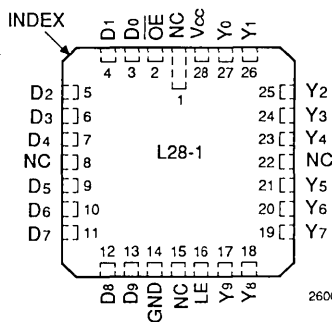 INDEX
D1 D0 OE NC Vcc Y0 Y1
4 3 2 28 27 26
1
D2 5 25 Y2
D3 6 24 Y3
D4 7 23 Y4
NC 8 L28-1 22 NC
D5 9 21 Y5
D6 10 20 Y6
D7 11 19 Y7
12 13 14 15 16 17 18
D8 D9 GND NC LE Y9 Y8
2606